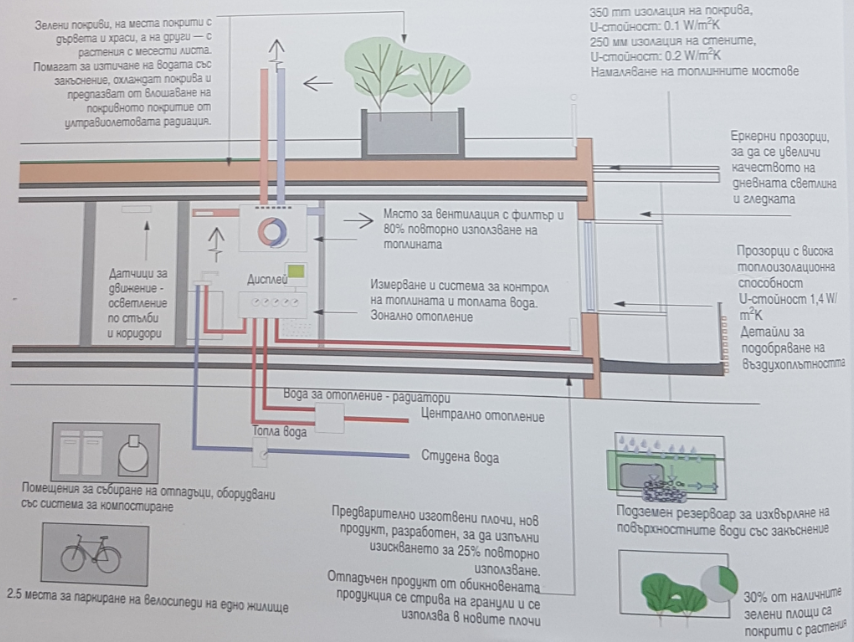 Зелени покриви, на места покрити с
дървета и храси, а на други — с
растения с месести листа.
Помагат за изтичане на водата със
закъснение, охлаждат покрива и
предпазват от влошаване на
покривното покритие от
ултравиолетовата радиация.
350 mm изолация на покрива,
U-стойност: 0.1 W/m²K
250 мм изолация на стените,
U-стойност: 0.2 W/m²K
Намаляване на топлинните мостове
Еркерни прозорци,
за да се увеличи
качеството на
дневната светлина
и гледката
Място за вентилация с филтър и
80% повторно използване на
топлината
Датчици за
движение -
осветление
по стълби
и коридори
Дисплей
Измерване и система за контрол
на топлината и топлата вода.
Зонално отопление
Прозорци с висока
топлоизолационна
способност
U-стойност 1,4 W/
m²K
Детайли за
подобряване на
въздухоплътността
Вода за отопление - радиатори
Централно отопление
Топла вода
Студена вода
Помещения за събиране на отпадъци, оборудвани
със система за компостиране
2.5 места за паркиране на велосипеди на едно жилище
Предварително изготвени плочи, нов
продукт, разработен, за да изпълни
изискването за 25% повторно
използване.
Отпадъчен продукт от обикновената
продукция се стрива на гранули и се
използва в новите плочи
Подземен резервоар за изхвърляне на
повърхностните води със закъснение
30% от наличните
зелени площи са
покрити с растения